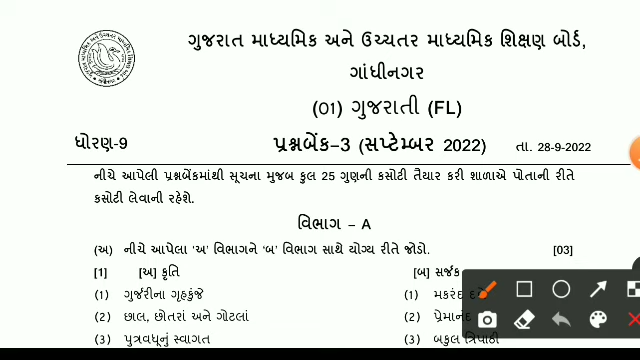 ગુજરાત માધ્યમિક અને ઉચ્ચતર માધ્યમિક શિક્ષણ બોર્ડ,
ગાંધીનગર
(01) ગુજરાતી (FL)
ધોરણ-9 પ્રશ્નબેંક-3 (સપ્ટેમ્બર 2022) તા. 28-9-2022
નીચે આપેલી પ્રશ્નબેંકમાંથી સૂચના મુજબ કુલ 25 ગુણની કસોટી તૈયાર કરી શાળાએ પોતાની રીતે
કસોટી લેવાની રહેશે.
વિભાગ – A
(અ) નીચે આપેલા 'અ' વિભાગને 'બ' વિભાગ સાથે યોગ્ય રીતે જોડો. [03]
[1] [અ] કૃતિ [બ] સર્જક
(1) ગુર્જરીના ગૃહકુંજે (1) મકરંદ
(2) છાલ, છોતરાં અને ગોટલાં (2) પ્રેમાનંદ
(3) પુત્રવધૂનું સ્વાગત (3) બકુલ ત્રિપાઠી